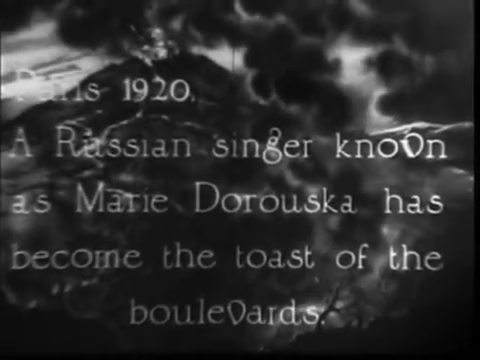 Paris 1920.
A Russian singer known
as Marie Dorouska has
become the toast of the
boulevards.